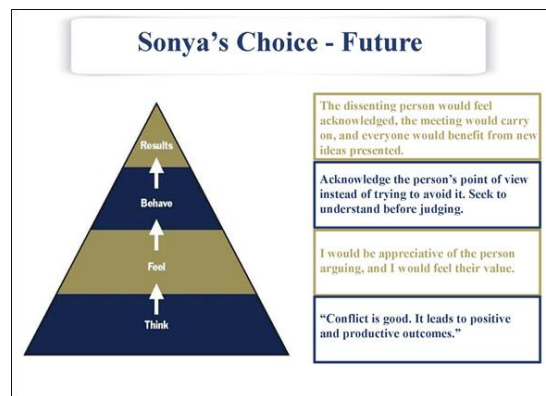 Sonya's Choice - Future
Results
Behave
Feel
Think
The dissenting person would feel
acknowledged, the meeting would carry
on, and everyone would benefit from new
ideas presented.
Acknowledge the person's point of view
instead of trying to avoid it. Seek to
understand before judging.
I would be appreciative of the person
arguing, and I would feel their value.
"Conflict is good. It leads to positive
and productive outcomes."